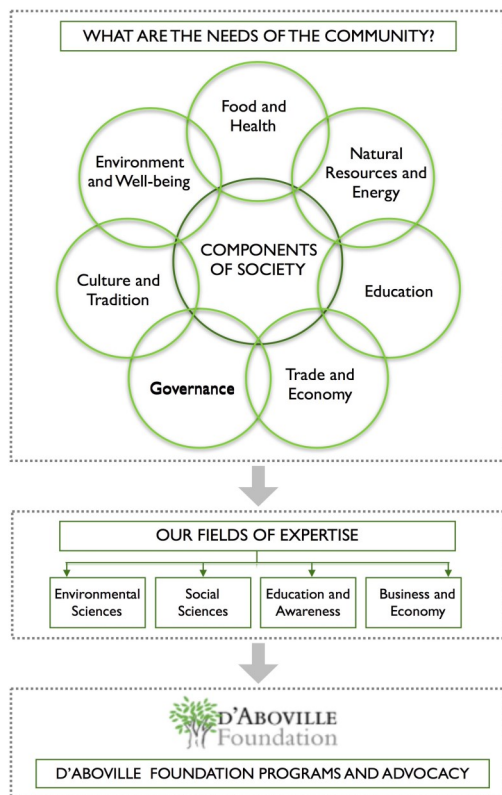 WHAT ARE THE NEEDS OF THE COMMUNITY?
Food and
Health
Environment
and Well-being
Natural
Resources and
Energy
COMPONENTS
OF SOCIETY
Culture and
Tradition
Education
Governance
Trade and
Economy
OUR FIELDS OF EXPERTISE
Environmental
Sciences
Social
Sciences
Education and
Awareness
Business and
Economy
D'ABOVILLE
Foundation
D'ABOVILLE FOUNDATION PROGRAMS AND ADVOCACY